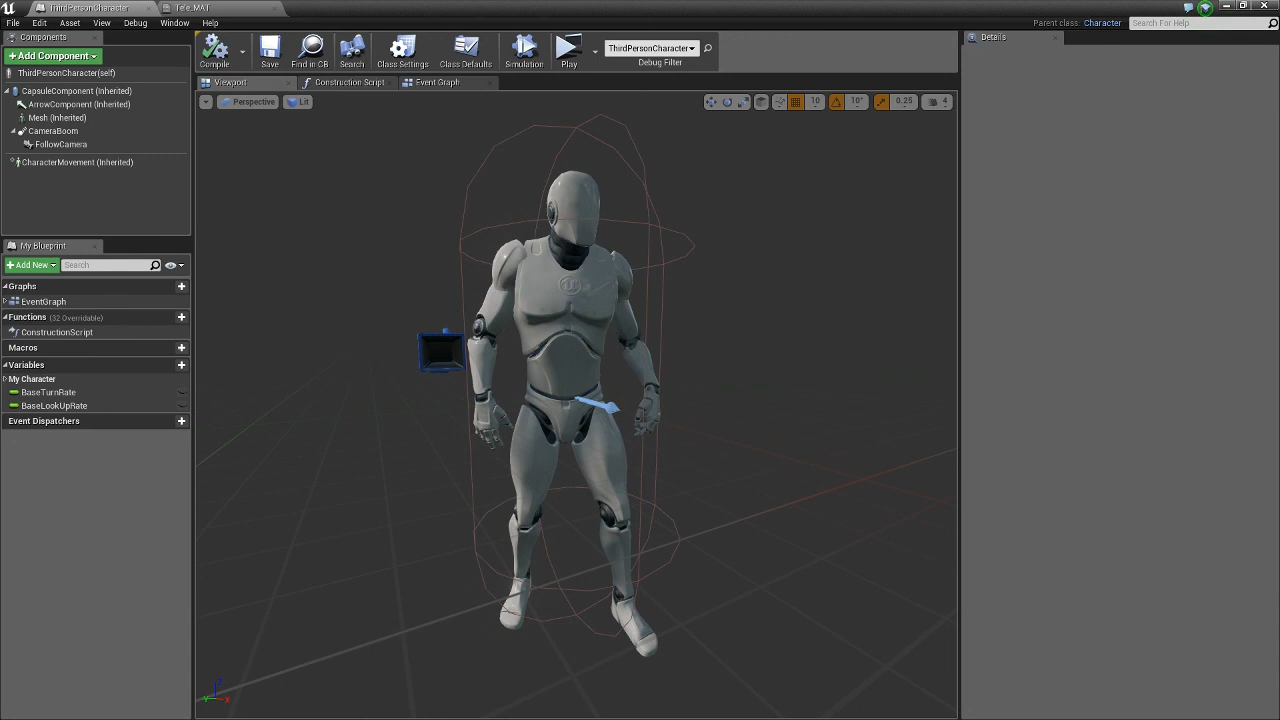 ThirdPersonCharacter
Tele_MAT
File Edit Asset View Debug Window Help
Parent class: Character
Search For Help
Components
+Add Component
ThirdPersonCharacter(self)
CapsuleComponent (Inherited)
ArrowComponent (Inherited)
Mesh (Inherited)
CameraBoom
FollowCamera
CharacterMovement (Inherited)
My Blueprint
+Add New
Search
Graphs
EventGraph
Functions (32 Overridable)
ConstructionScript
Macros
Variables
My Character
BaseTurnRate
BaseLookUpRate
Event Dispatchers
Compile
Save
Find in CB
Search
Class Settings
Class Defaults
Simulation
Play
ThirdPersonCharacter
Debug Filter
Viewport
Construction Script
Event Graph
Perspective
Lit
10
10°
0.25
4
Z
Y
X
Details